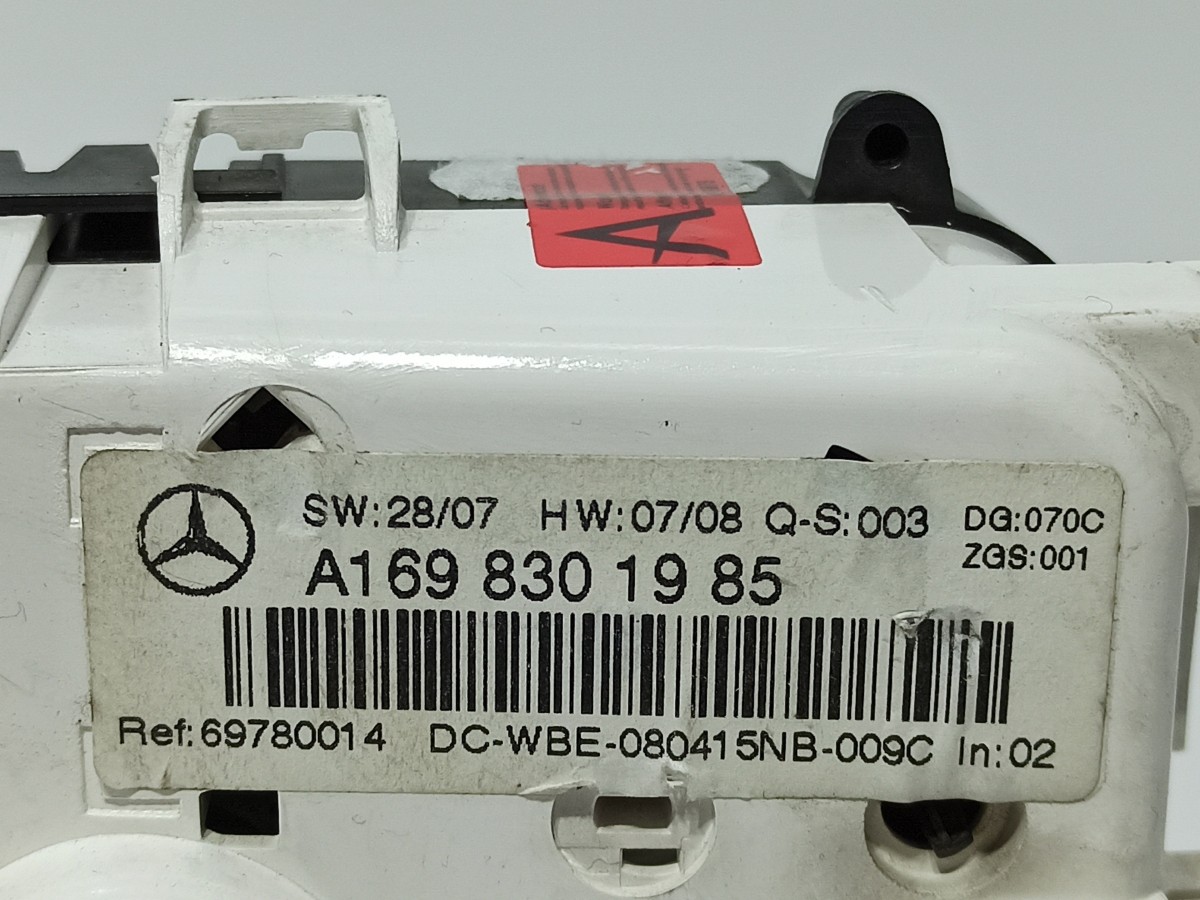 A
SW:28/07 HW:07/08 Q-S:003 DG:070C
ZGS:001
A169 830 19 85
Ref:69780014 DC-WBE-080415NB-009C In:02